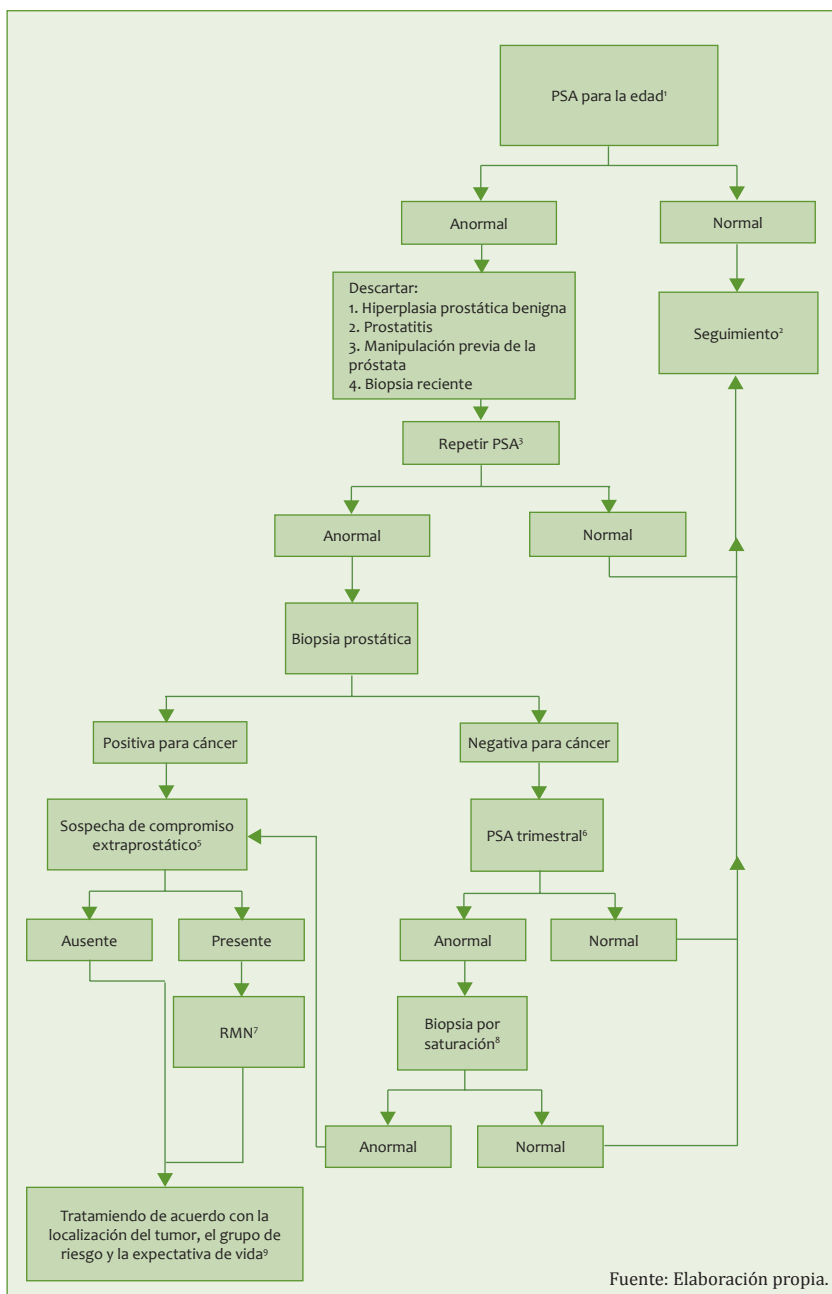 PSA para la edad¹
Anormal
Normal
Descartar:
1. Hiperplasia prostática benigna
2. Prostatitis
3. Manipulación previa de la
próstata
4. Biopsia reciente
Seguimiento²
Repetir PSA³
Anormal
Normal
Biopsia prostática
Positiva para cáncer
Negativa para cáncer
Sospecha de compromiso
extraprostático⁵
PSA trimestral⁶
Ausente
Presente
Anormal
Normal
RMN⁷
Biopsia por
saturación⁸
Anormal
Normal
Tratamiendo de acuerdo con la
localización del tumor, el grupo de
riesgo y la expectativa de vida⁹
Fuente: Elaboración propia.